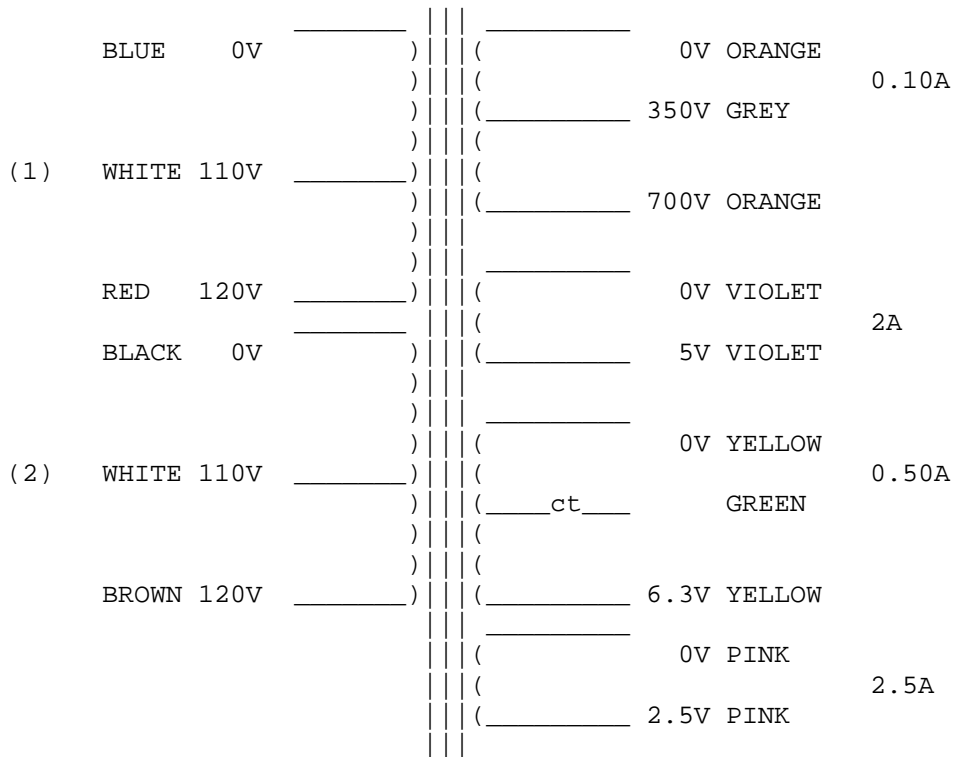 BLUE 0V 0V ORANGE
0.10A
350V GREY
(1) WHITE 110V
700V ORANGE
RED 120V 0V VIOLET
2A
BLACK 0V 5V VIOLET
0V YELLOW
(2) WHITE 110V 0.50A
ct GREEN
BROWN 120V 6.3V YELLOW
0V PINK
2.5A
2.5V PINK